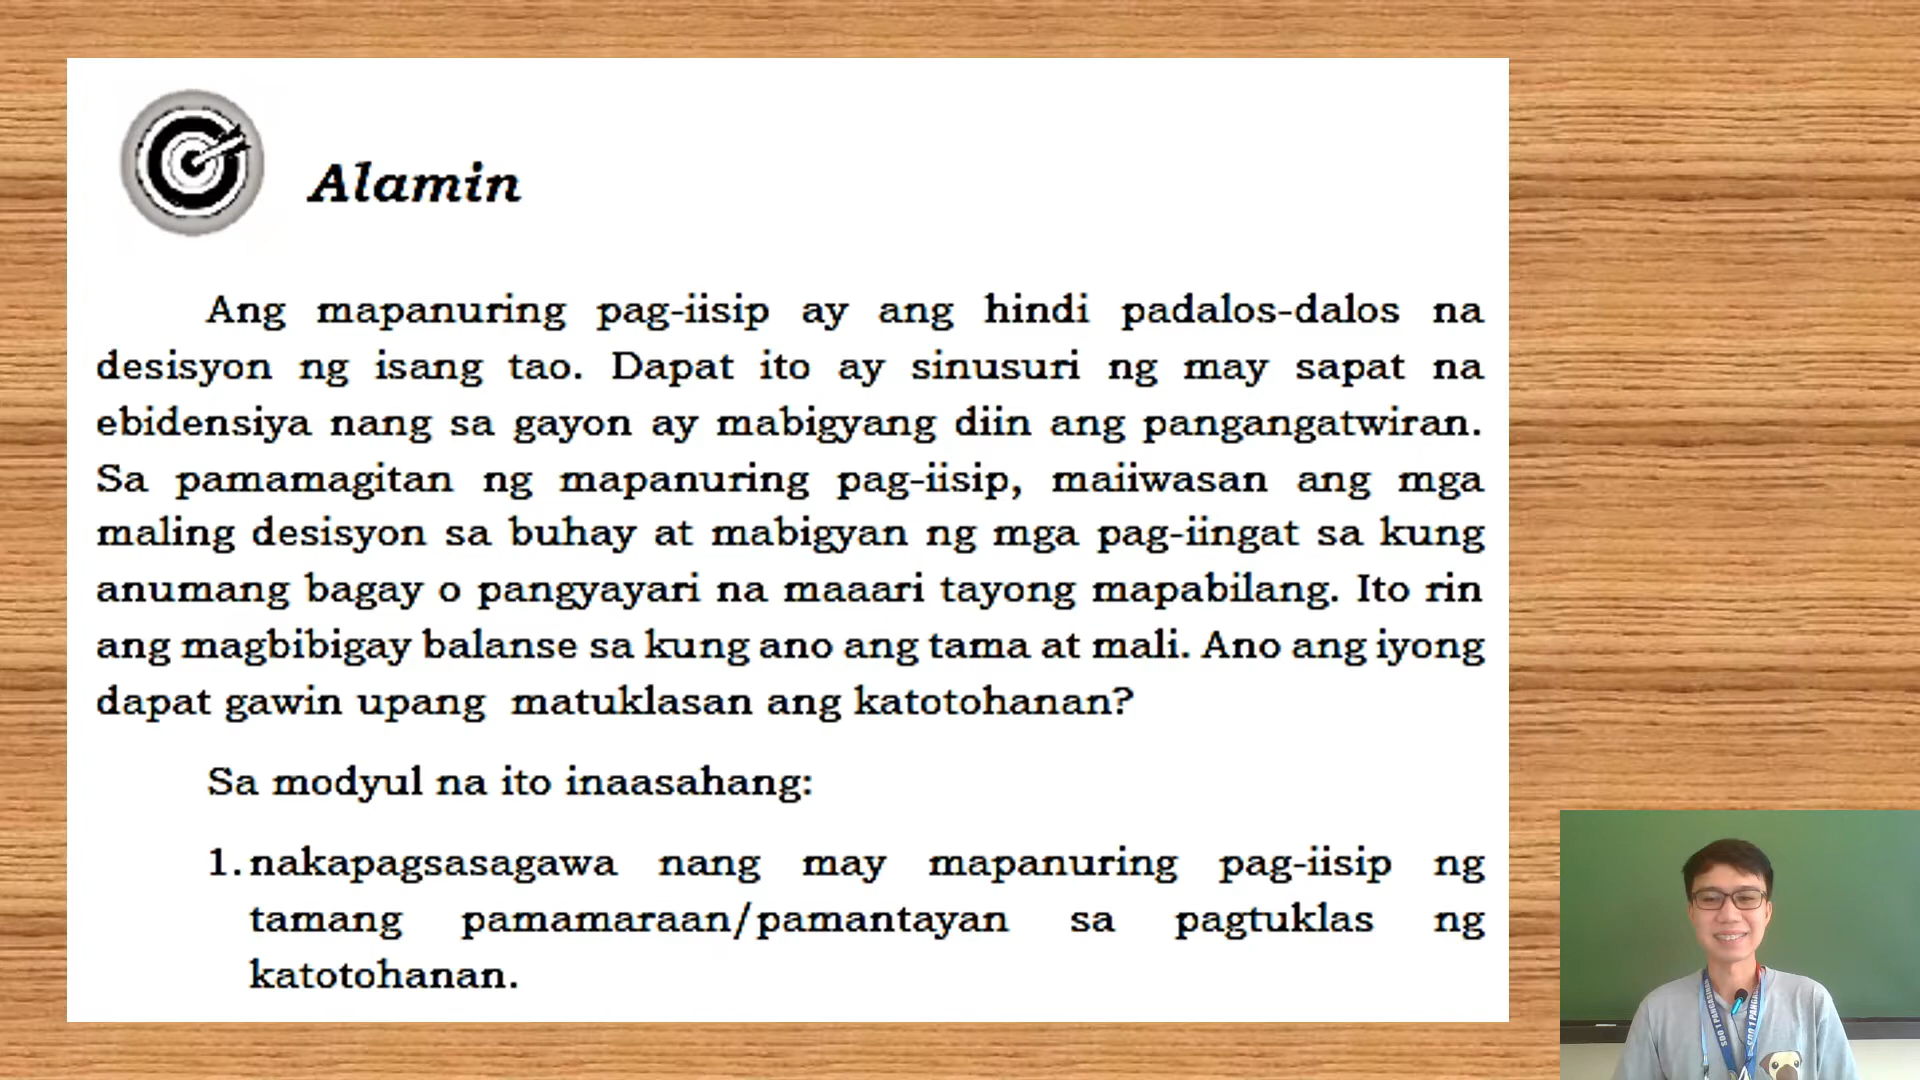 Alamin
Ang mapanuring pag-iisip ay ang hindi padalos-dalos na
desisyon ng isang tao. Dapat ito ay sinusuri ng may sapat na
ebidensiya nang sa gayon ay mabigyang diin ang pangangatwiran.
Sa pamamagitan ng mapanuring pag-iisip, maiiwasan ang mga
maling desisyon sa buhay at mabigyan ng mga pag-iingat sa kung
anumang bagay o pangyayari na maaari tayong mapabilang. Ito rin
ang magbibigay balanse sa kung ano ang tama at mali. Ano ang iyong
dapat gawin upang matuklasan ang katotohanan?
Sa modyul na ito inaasahang:
1. nakapagsasagawa nang may mapanuring pag-iisip ng
tamang pamamaraan/pamantayan sa pagtuklas ng
katotohanan.